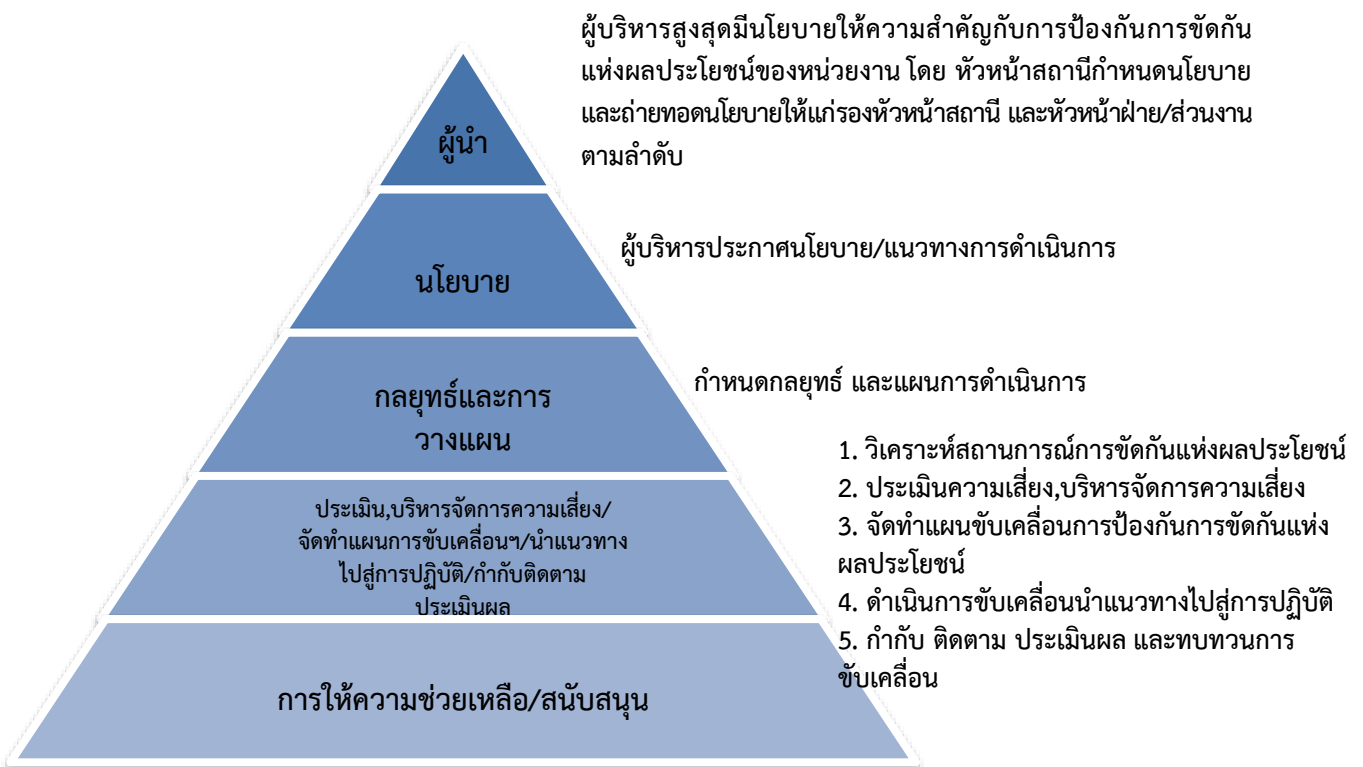 ผู้บริหารสูงสุดมีนโยบายให้ความสำคัญกับการป้องกันการขัดกัน
แห่งผลประโยชน์ของหน่วยงาน โดย หัวหน้าสถานีกำหนดนโยบาย
และถ่ายทอดนโยบายให้แก่รองหัวหน้าสถานี และหัวหน้าฝ่าย/ส่วนงาน
ตามลำดับ
ผู้นำ
ผู้บริหารประกาศนโยบาย/แนวทางการดำเนินการ
นโยบาย
กำหนดกลยุทธ์ และแผนการดำเนินการ
กลยุทธ์และการ
วางแผน
1. วิเคราะห์สถานการณ์การขัดกันแห่งผลประโยชน์
2. ประเมินความเสี่ยง,บริหารจัดการความเสี่ยง
3. จัดทำแผนขับเคลื่อนการป้องกันการขัดกันแห่ง
ผลประโยชน์
4. ดำเนินการขับเคลื่อนนำแนวทางไปสู่การปฏิบัติ
5. กำกับ ติดตาม ประเมินผล และทบทวนการ
ขับเคลื่อน
ประเมิน,บริหารจัดการความเสี่ยง/
จัดทำแผนการขับเคลื่อนฯ/นำแนวทาง
ไปสู่การปฏิบัติ/กำกับติดตาม
ประเมินผล
การให้ความช่วยเหลือ/สนับสนุน